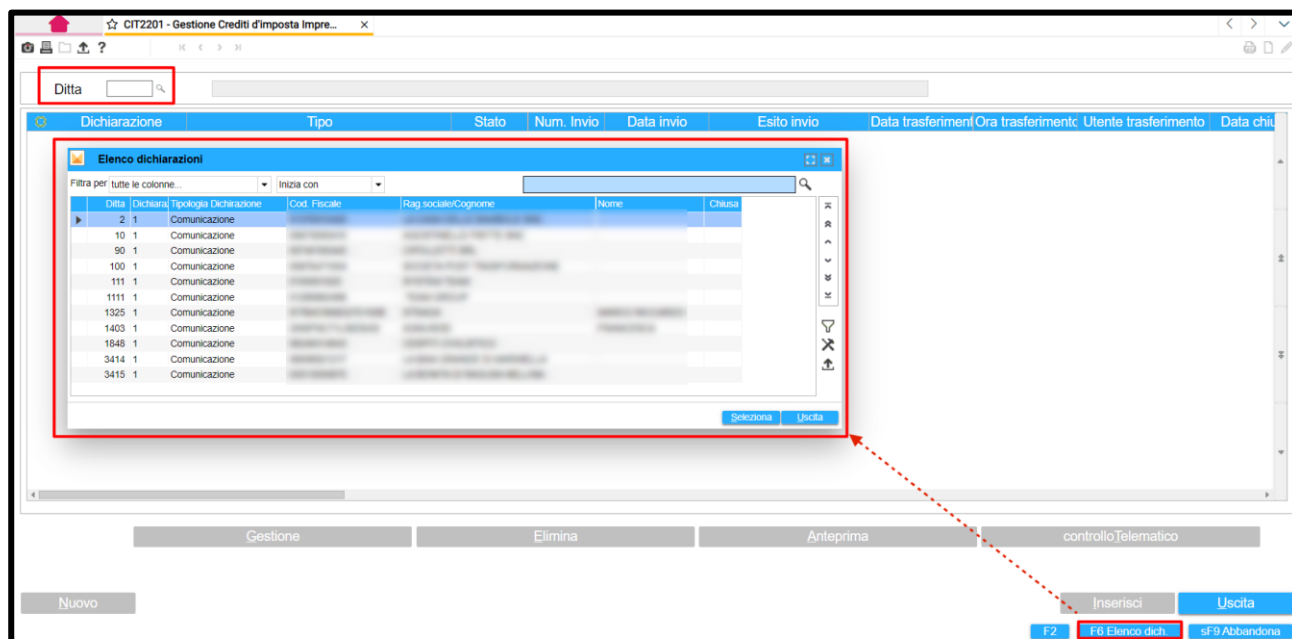 CIT2201 - Gestione Crediti d'imposta Impre... ×
?
Ditta
Dichiarazione Tipo Stato Num. Invio Data invio Esito invio Data trasferiment Ora trasferimento Utente trasferimento Data chiu
Elenco dichiarazioni
Filtra per tutte le colonne... Inizia con
Ditta Dichiara Tipologia Dichirazione Cod. Fiscale Rag.sociale/Cognome Nome Chiusa
2 1 Comunicazione
10 1 Comunicazione
90 1 Comunicazione
100 1 Comunicazione
111 1 Comunicazione
1111 1 Comunicazione
1325 1 Comunicazione
1403 1 Comunicazione
1848 1 Comunicazione
3414 1 Comunicazione
3415 1 Comunicazione
Seleziona Uscita
Gestione Elimina Anteprima controlloTelematico
Nuovo Inserisci Uscita
F2 F6 Elenco dich. sF9 Abbandona